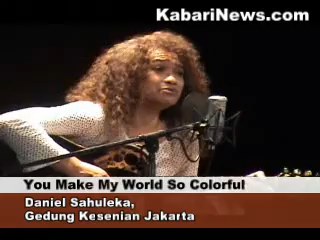 KabariNews.com
You Make My World So Colorful
Daniel Sahuleka,
Gedung Kesenian Jakarta